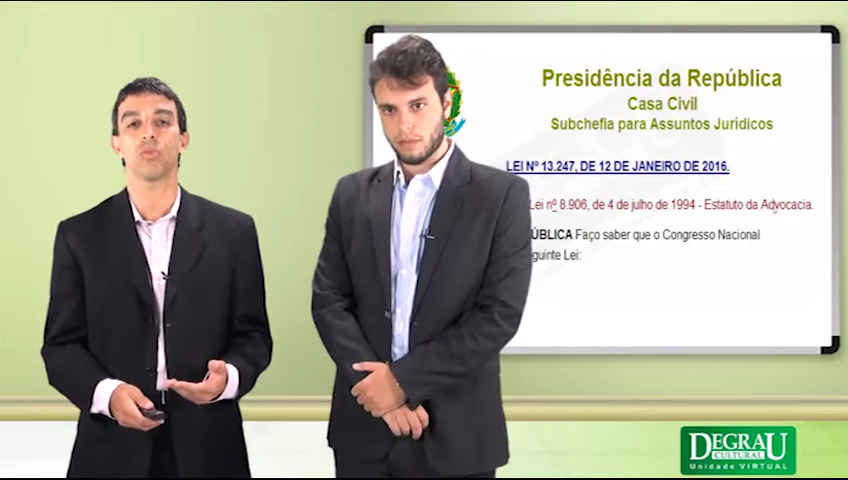 Presidência da República
Casa Civil
Subchefia para Assuntos Jurídicos
LEI Nº 13.247, DE 12 DE JANEIRO DE 2016.
Lei nº 8.906, de 4 de julho de 1994 - Estatuto da Advocacia.
ÚBLICA Faço saber que o Congresso Nacional
guinte Lei:
DEGRAU
CULTURAL
Unidade VIRTUAL